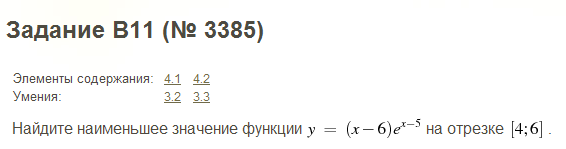 Задание B11 (№ 3385)
Элементы содержания: 4.1 4.2
Умения: 3.2 3.3
Найдите наименьшее значение функции y = (x−6)e^{x−5} на отрезке [4;6] .